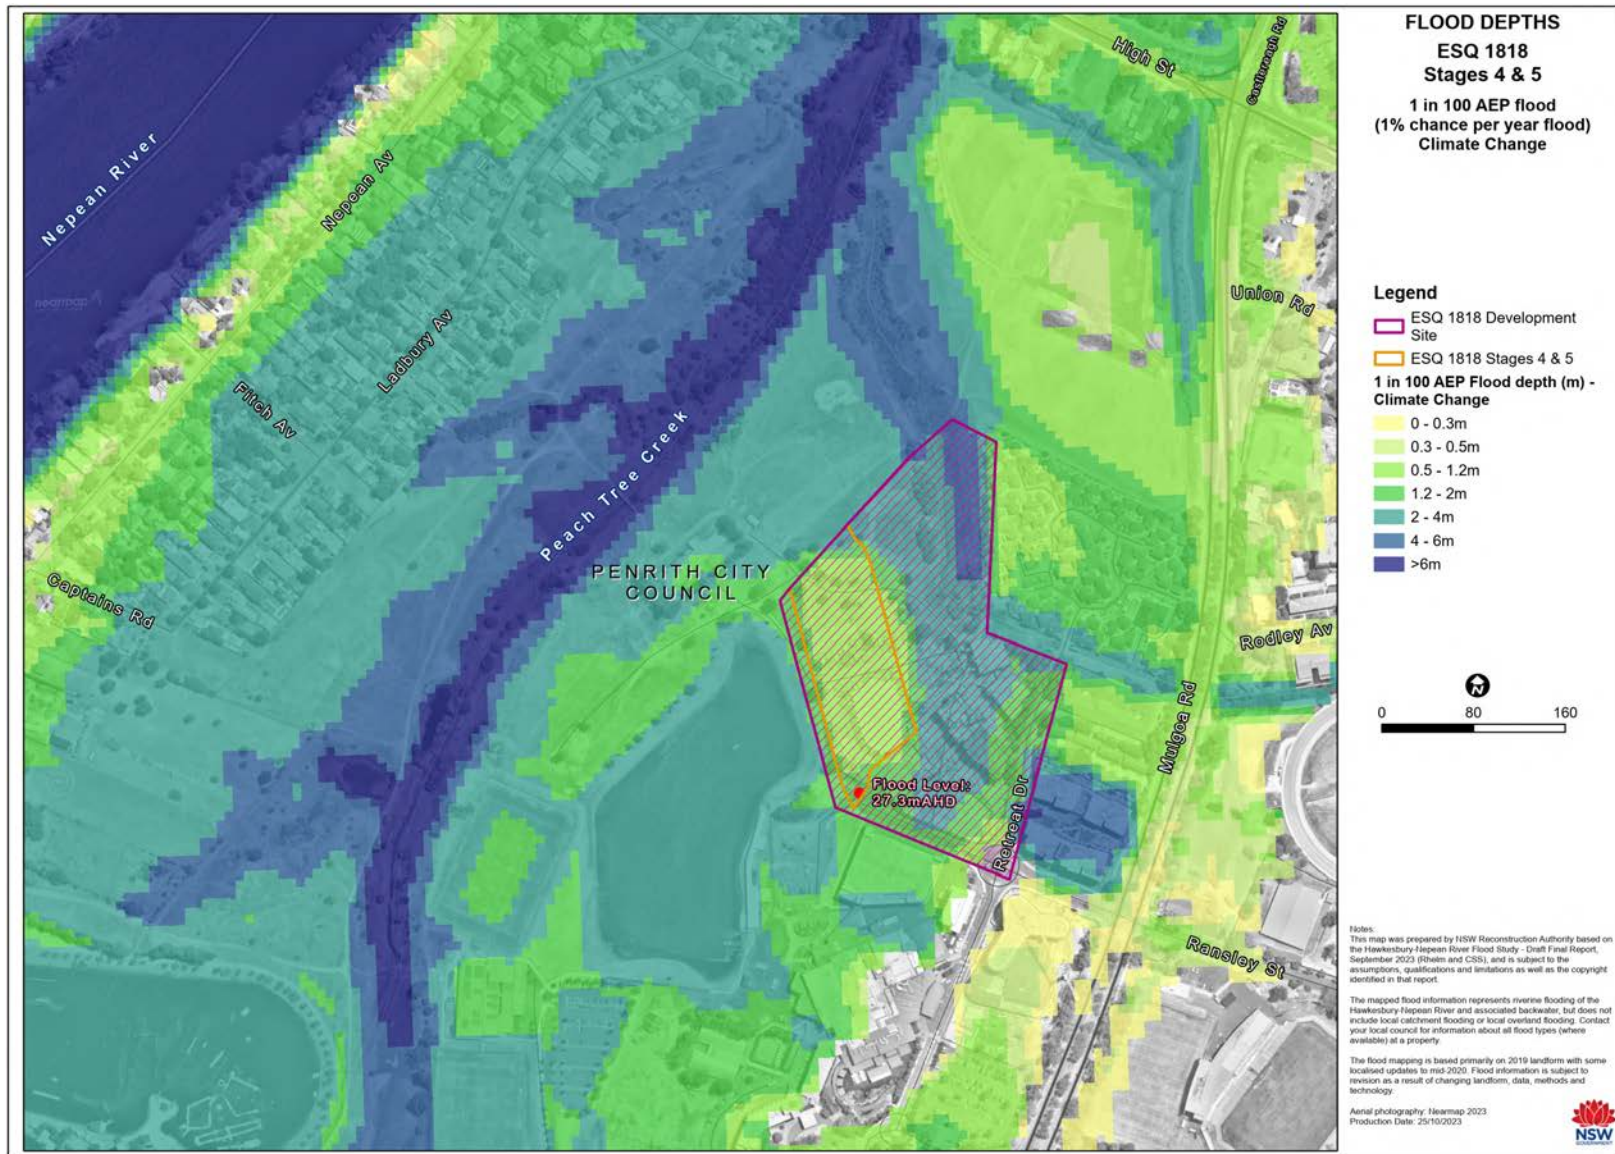 FLOOD DEPTHS
ESQ 1818
Stages 4 & 5
1 in 100 AEP flood
(1% chance per year flood)
Climate Change
High St
Castlereagh Rd
Nepean River
Nepean Av
nearmap
Union Rd
Ladbury Av
Fitch Av
Peach Tree Creek
PENRITH CITY
COUNCIL
Captains Rd
Rodley Av
Mulgoa Rd
Flood Level:
27.3mAHD
Retreat Dr
Ransley St
Legend
ESQ 1818 Development
Site
ESQ 1818 Stages 4 & 5
1 in 100 AEP Flood depth (m) -
Climate Change
0 - 0.3m
0.3 - 0.5m
0.5 - 1.2m
1.2 - 2m
2 - 4m
4 - 6m
>6m
N
0 80 160
Notes:
This map was prepared by NSW Reconstruction Authority based on
the Hawkesbury-Nepean River Flood Study - Draft Final Report,
September 2023 (Rhelm and CSS), and is subject to the
assumptions, qualifications and limitations as well as the copyright
identified in that report.
The mapped flood information represents riverine flooding of the
Hawkesbury-Nepean River and associated backwater, but does not
include local catchment flooding or local overland flooding. Contact
your local council for information about all flood types (where
available) at a property.
The flood mapping is based primarily on 2019 landform with some
localised updates to mid-2020. Flood information is subject to
revision as a result of changing landform, data, methods and
technology.
Aerial photography: Nearmap 2023
Production Date: 25/10/2023
NSW
GOVERNMENT